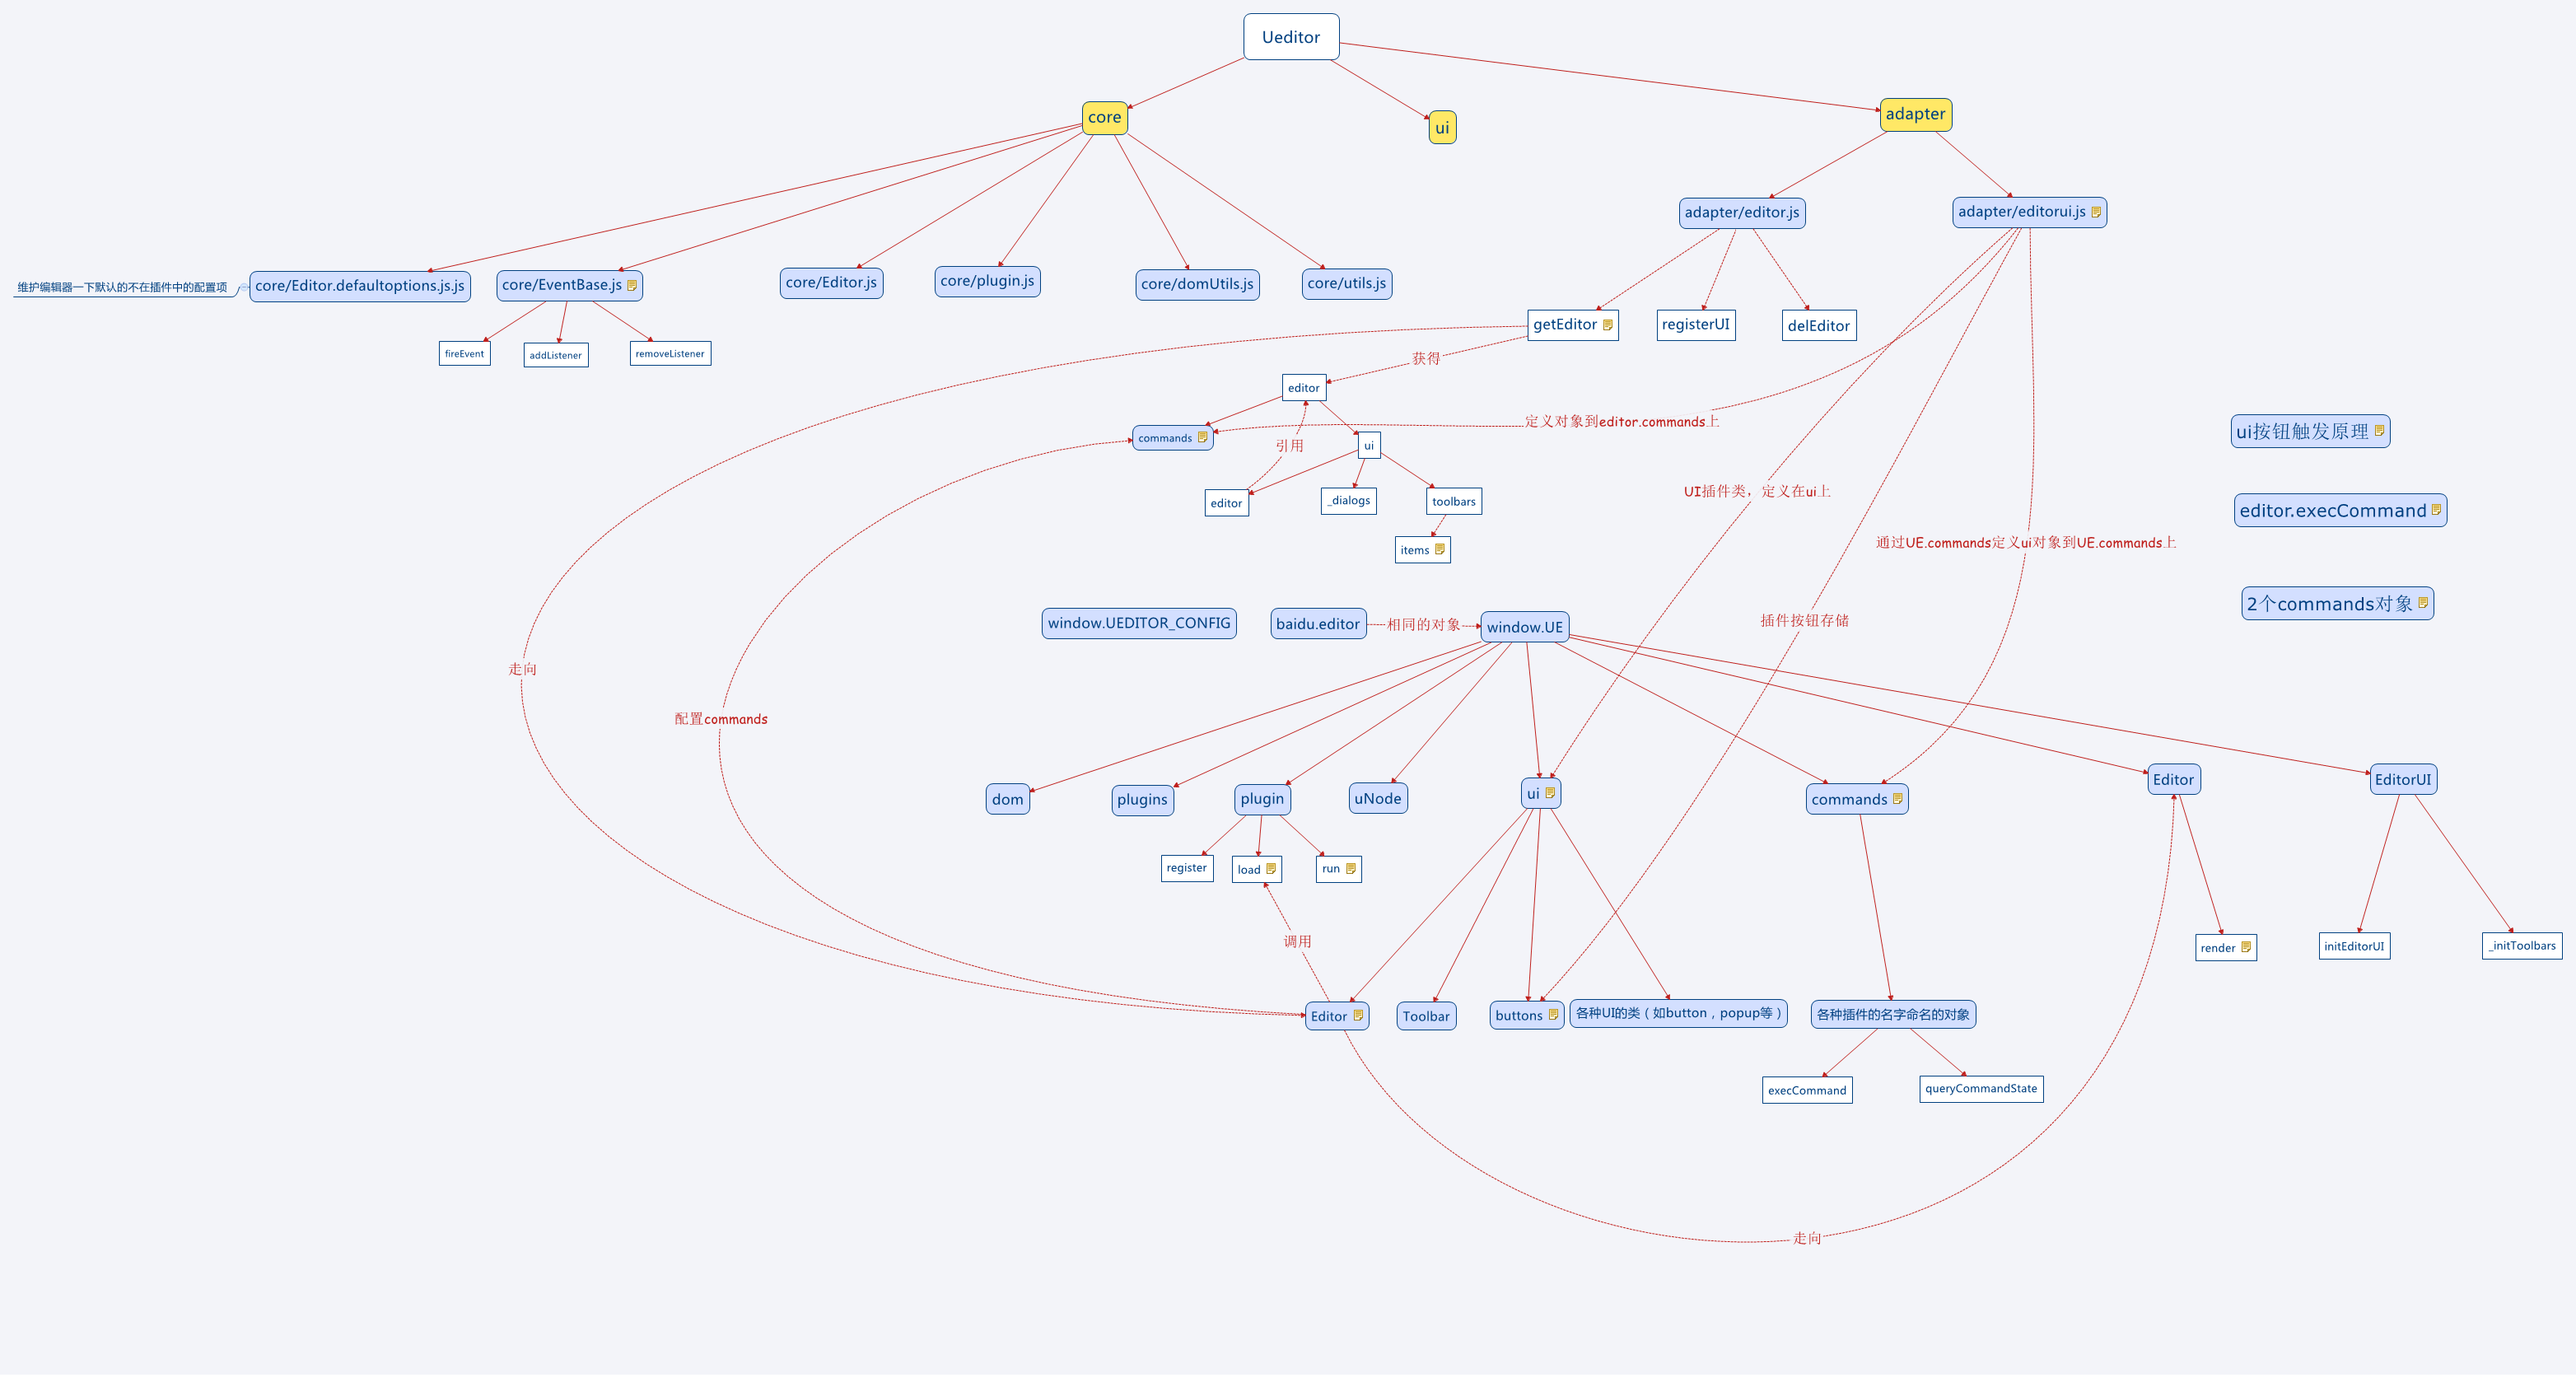 Ueditor
core
ui
adapter
adapter/editor.js
adapter/editorui.js
维护编辑器一下默认的不在插件中的配置项
core/Editor.defaultoptions.js.js
core/EventBase.js
core/Editor.js
core/plugin.js
core/domUtils.js
core/utils.js
fireEvent
addListener
removeListener
getEditor
registerUI
delEditor
获得
editor
定义对象到editor.commands上
commands
引用
ui
ui按钮触发原理
editor
_dialogs
toolbars
UI插件类，定义在ui上
editor.execCommand
items
通过UE.commands定义ui对象到UE.commands上
2个commands对象
window.UEDITOR_CONFIG
baidu.editor
相同的对象
window.UE
插件按钮存储
走向
配置commands
dom
plugins
plugin
uNode
ui
commands
Editor
EditorUI
register
load
run
调用
render
initEditorUI
_initToolbars
Editor
Toolbar
buttons
各种UI的类（如button，popup等）
各种插件的名字命名的对象
execCommand
queryCommandState
走向